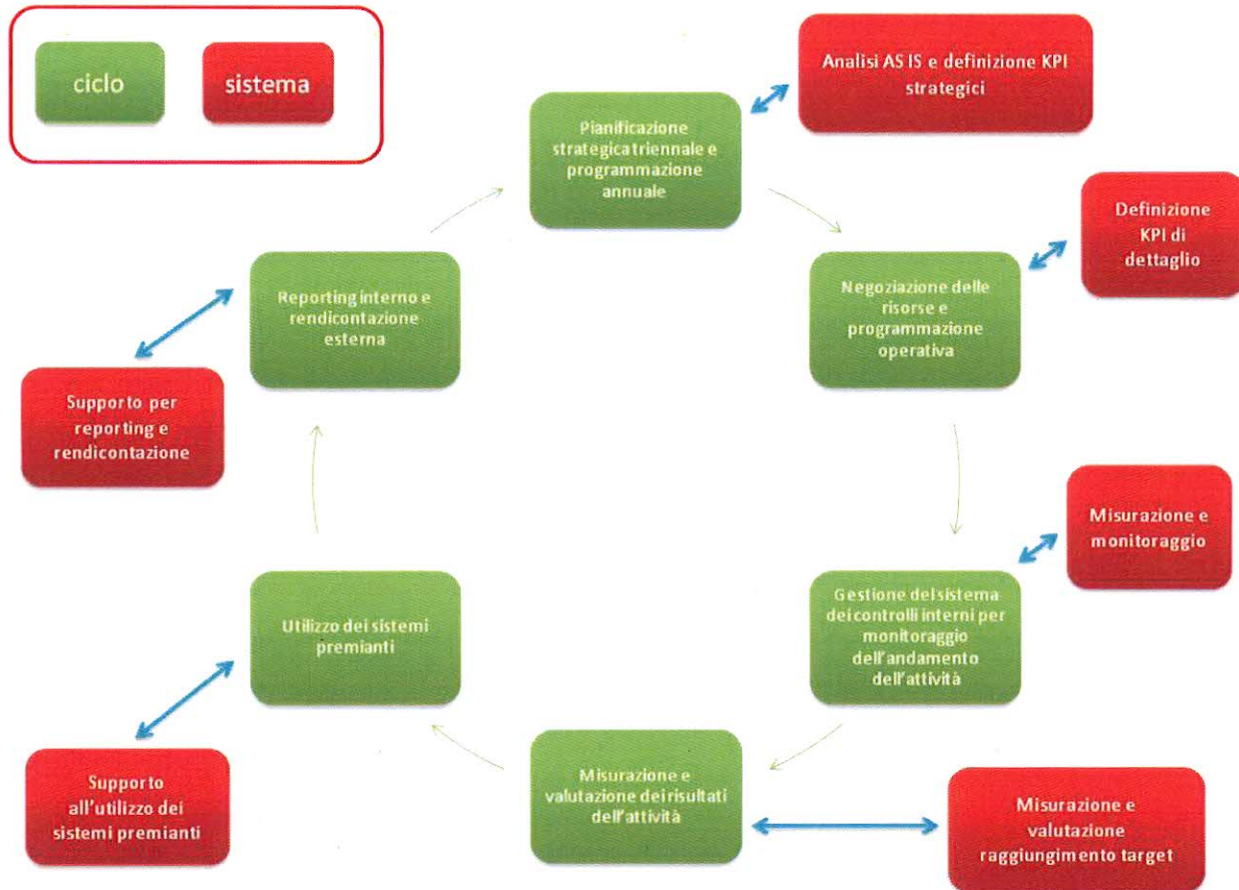 ciclo
sistema
Analisi AS IS e definizione KPI
strategici
Pianificazione
strategica triennale e
programmazione
annuale
Definizione
KPI di
dettaglio
Negoziazione delle
risorse e
programmazione
operativa
Reporting interno e
rendicontazione
esterna
Supporto per
reporting e
rendicontazione
Misurazione e
monitoraggio
Gestione del sistema
dei controlli interni per
monitoraggio
dell'andamento
dell'attività
Utilizzo dei sistemi
premianti
Misurazione e
valutazione dei risultati
dell'attività
Supporto
all'utilizzo dei
sistemi premianti
Misurazione e
valutazione
raggiungimento target